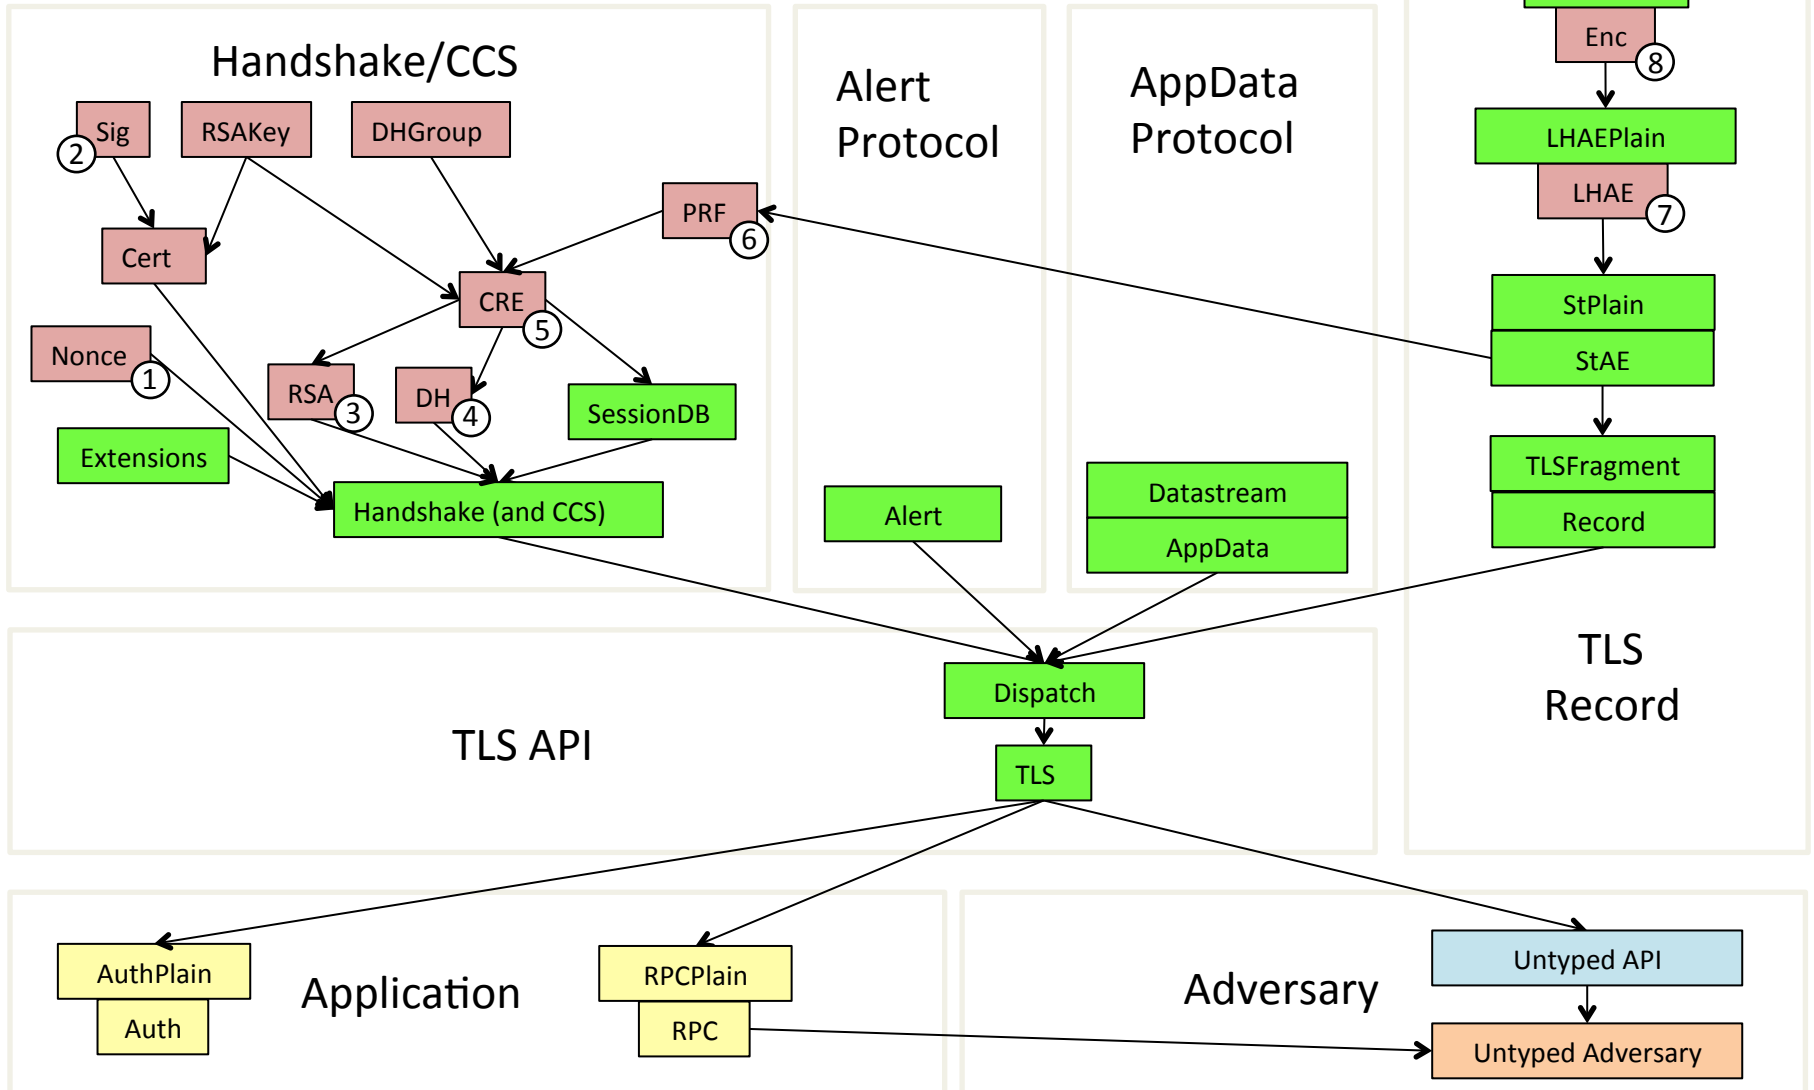 Handshake/CCS
Sig
2
RSAKey
DHGroup
PRF
6
Cert
CRE
5
Nonce
1
RSA
3
DH
4
SessionDB
Extensions
Handshake (and CCS)
Alert
Protocol
Alert
AppData
Protocol
Datastream
AppData
Enc
8
LHAEPlain
LHAE
7
StPlain
StAE
TLSFragment
Record
TLS
Record
TLS API
Dispatch
TLS
Application
AuthPlain
Auth
RPCPlain
RPC
Adversary
Untyped API
Untyped Adversary